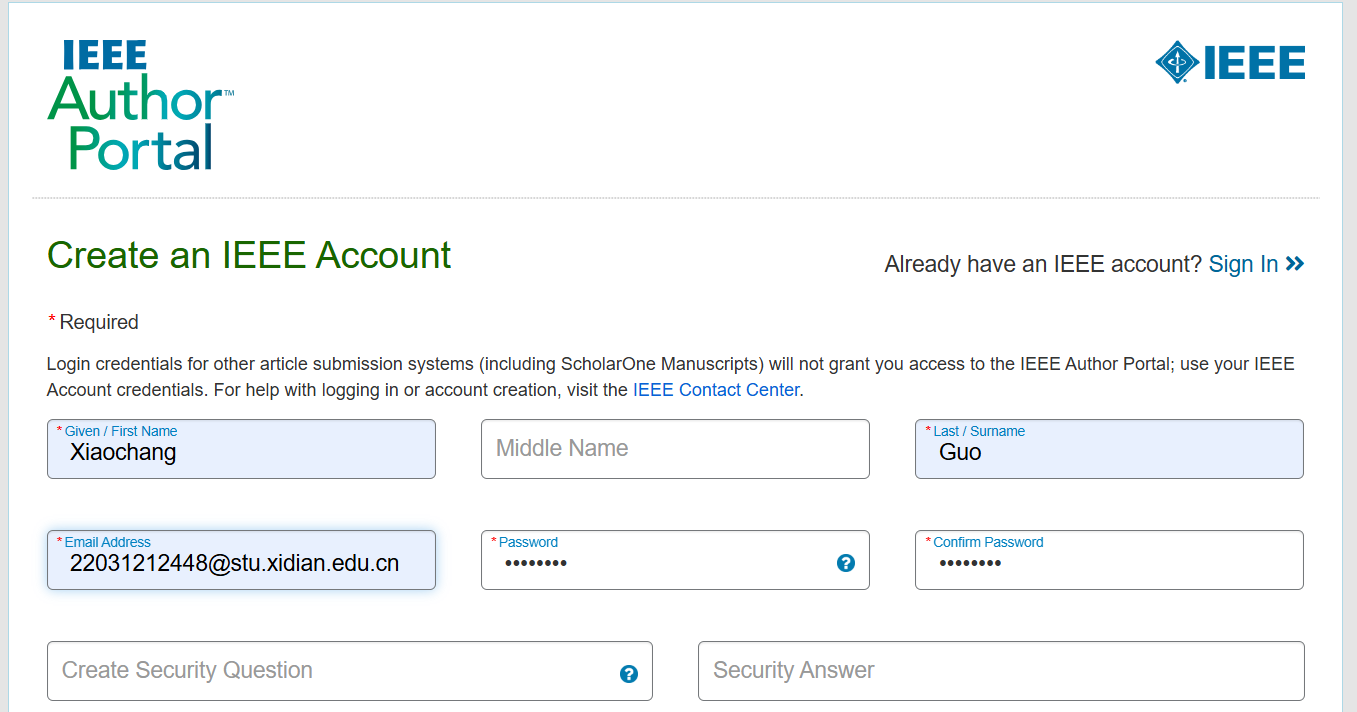 IEEE
Author™
Portal
IEEE
Create an IEEE Account
Already have an IEEE account? Sign In »
* Required
Login credentials for other article submission systems (including ScholarOne Manuscripts) will not grant you access to the IEEE Author Portal; use your IEEE
Account credentials. For help with logging in or account creation, visit the IEEE Contact Center.
* Given / First Name
Xiaochang
Middle Name
* Last / Surname
Guo
* Email Address
22031212448@stu.xidian.edu.cn
* Password
••••••••
?
* Confirm Password
••••••••
Create Security Question
?
Security Answer